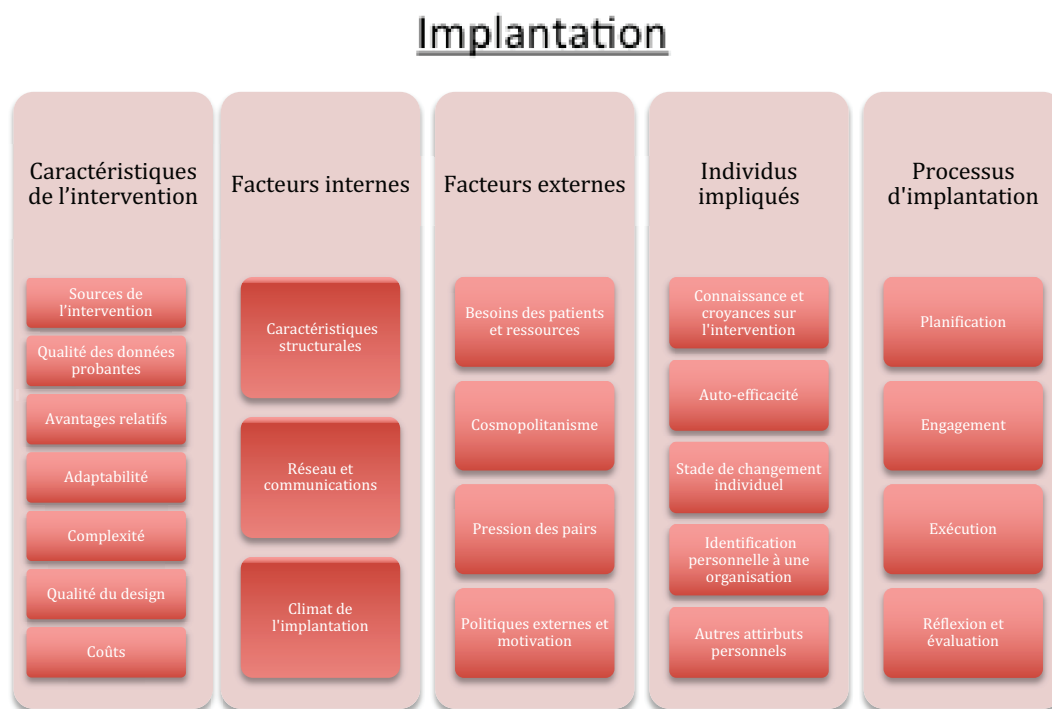 Implantation
Caractéristiques
de l'intervention
Sources de
l'intervention
Qualité des données
probantes
Avantages relatifs
Adaptabilité
Complexité
Qualité du design
Coûts
Facteurs internes
Caractéristiques
structurales
Réseau et
communications
Climat de
l'implantation
Facteurs externes
Besoins des patients
et ressources
Cosmopolitanisme
Pression des pairs
Politiques externes et
motivation
Individus
impliqués
Connaissance et
croyances sur
l'intervention
Auto-efficacité
Stade de changement
individuel
Identification
personnelle à une
organisation
Autres attirbuts
personnels
Processus
d'implantation
Planification
Engagement
Exécution
Réflexion et
évaluation